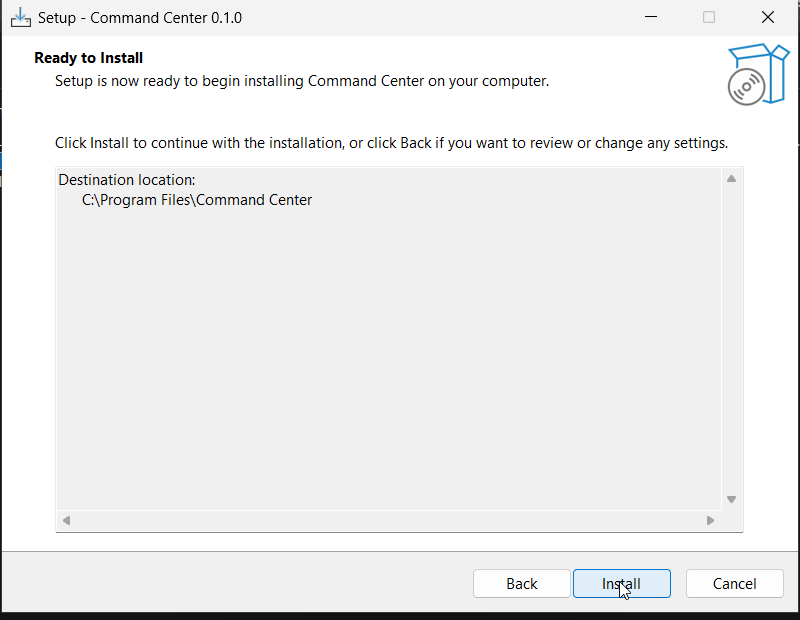 Setup - Command Center 0.1.0
Ready to Install
Setup is now ready to begin installing Command Center on your computer.
Click Install to continue with the installation, or click Back if you want to review or change any settings.
Destination location:
C:\Program Files\Command Center
Back
Install
Cancel